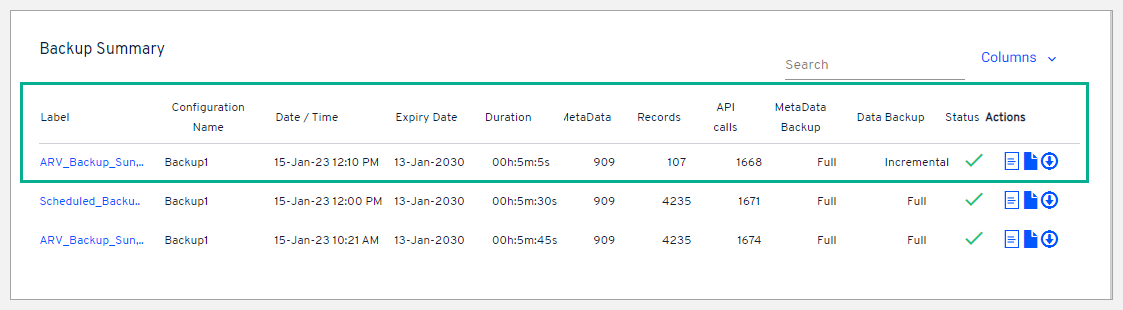 Backup Summary
Search
Columns
Label Configuration Name Date / Time Expiry Date Duration MetaData Records API calls MetaData Backup Data Backup Status Actions
ARV_Backup_Sun,.. Backup1 15-Jan-23 12:10 PM 13-Jan-2030 00h:5m:5s 909 107 1668 Full Incremental
Scheduled_Backu.. Backup1 15-Jan-23 12:00 PM 13-Jan-2030 00h:5m:30s 909 4235 1671 Full Full
ARV_Backup_Sun,.. Backup1 15-Jan-23 10:21 AM 13-Jan-2030 00h:5m:45s 909 4235 1674 Full Full